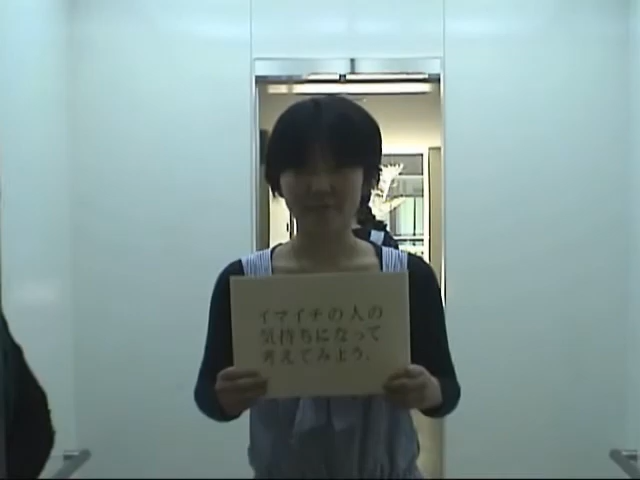 イマイチの人の
気持ちになって
考えてみよう.